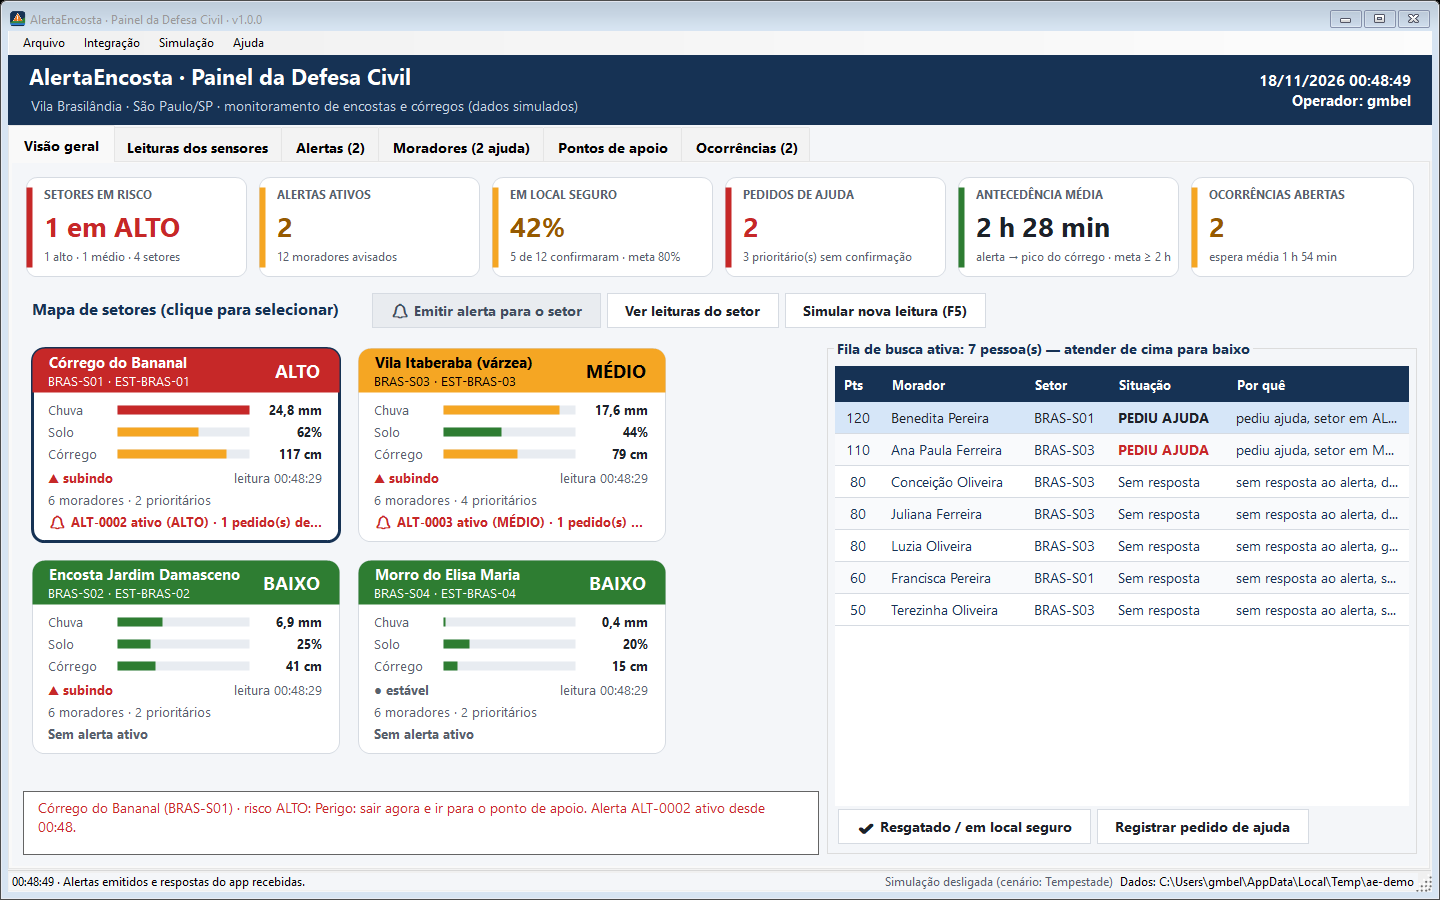 AlertaEncosta · Painel da Defesa Civil · v1.0.0
Arquivo Integração Simulação Ajuda
AlertaEncosta · Painel da Defesa Civil
Vila Brasilândia · São Paulo/SP · monitoramento de encostas e córregos (dados simulados)
18/11/2026 00:48:49
Operador: gmbel
Visão geral Leituras dos sensores Alertas (2) Moradores (2 ajuda) Pontos de apoio Ocorrências (2)
SETORES EM RISCO
1 em ALTO
1 alto · 1 médio · 4 setores
ALERTAS ATIVOS
2
12 moradores avisados
EM LOCAL SEGURO
42%
5 de 12 confirmaram · meta 80%
PEDIDOS DE AJUDA
2
3 prioritário(s) sem confirmação
ANTECEDÊNCIA MÉDIA
2 h 28 min
alerta → pico do córrego · meta ≥ 2 h
OCORRÊNCIAS ABERTAS
2
espera média 1 h 54 min
Mapa de setores (clique para selecionar)
Emitir alerta para o setor
Ver leituras do setor
Simular nova leitura (F5)
Córrego do Bananal
BRAS-S01 · EST-BRAS-01
ALTO
Chuva 24,8 mm
Solo 62%
Córrego 117 cm
▲ subindo leitura 00:48:29
6 moradores · 2 prioritários
ALT-0002 ativo (ALTO) · 1 pedido(s) de...
Vila Itaberaba (várzea)
BRAS-S03 · EST-BRAS-03
MÉDIO
Chuva 17,6 mm
Solo 44%
Córrego 79 cm
▲ subindo leitura 00:48:29
6 moradores · 4 prioritários
ALT-0003 ativo (MÉDIO) · 1 pedido(s) ...
Encosta Jardim Damasceno
BRAS-S02 · EST-BRAS-02
BAIXO
Chuva 6,9 mm
Solo 25%
Córrego 41 cm
▲ subindo leitura 00:48:29
6 moradores · 2 prioritários
Sem alerta ativo
Morro do Elisa Maria
BRAS-S04 · EST-BRAS-04
BAIXO
Chuva 0,4 mm
Solo 20%
Córrego 15 cm
● estável leitura 00:48:29
6 moradores · 2 prioritários
Sem alerta ativo
Córrego do Bananal (BRAS-S01) · risco ALTO: Perigo: sair agora e ir para o ponto de apoio. Alerta ALT-0002 ativo desde
00:48.
Fila de busca ativa: 7 pessoa(s) — atender de cima para baixo
Pts Morador Setor Situação Por quê
120 Benedita Pereira BRAS-S01 PEDIU AJUDA pediu ajuda, setor em AL...
110 Ana Paula Ferreira BRAS-S03 PEDIU AJUDA pediu ajuda, setor em M...
80 Conceição Oliveira BRAS-S03 Sem resposta sem resposta ao alerta, d...
80 Juliana Ferreira BRAS-S03 Sem resposta sem resposta ao alerta, d...
80 Luzia Oliveira BRAS-S03 Sem resposta sem resposta ao alerta, g...
60 Francisca Pereira BRAS-S01 Sem resposta sem resposta ao alerta, s...
50 Terezinha Oliveira BRAS-S03 Sem resposta sem resposta ao alerta, s...
✔ Resgatado / em local seguro
Registrar pedido de ajuda
00:48:49 · Alertas emitidos e respostas do app recebidas.
Simulação desligada (cenário: Tempestade) Dados: C:\Users\gmbel\AppData\Local\Temp\ae-demo